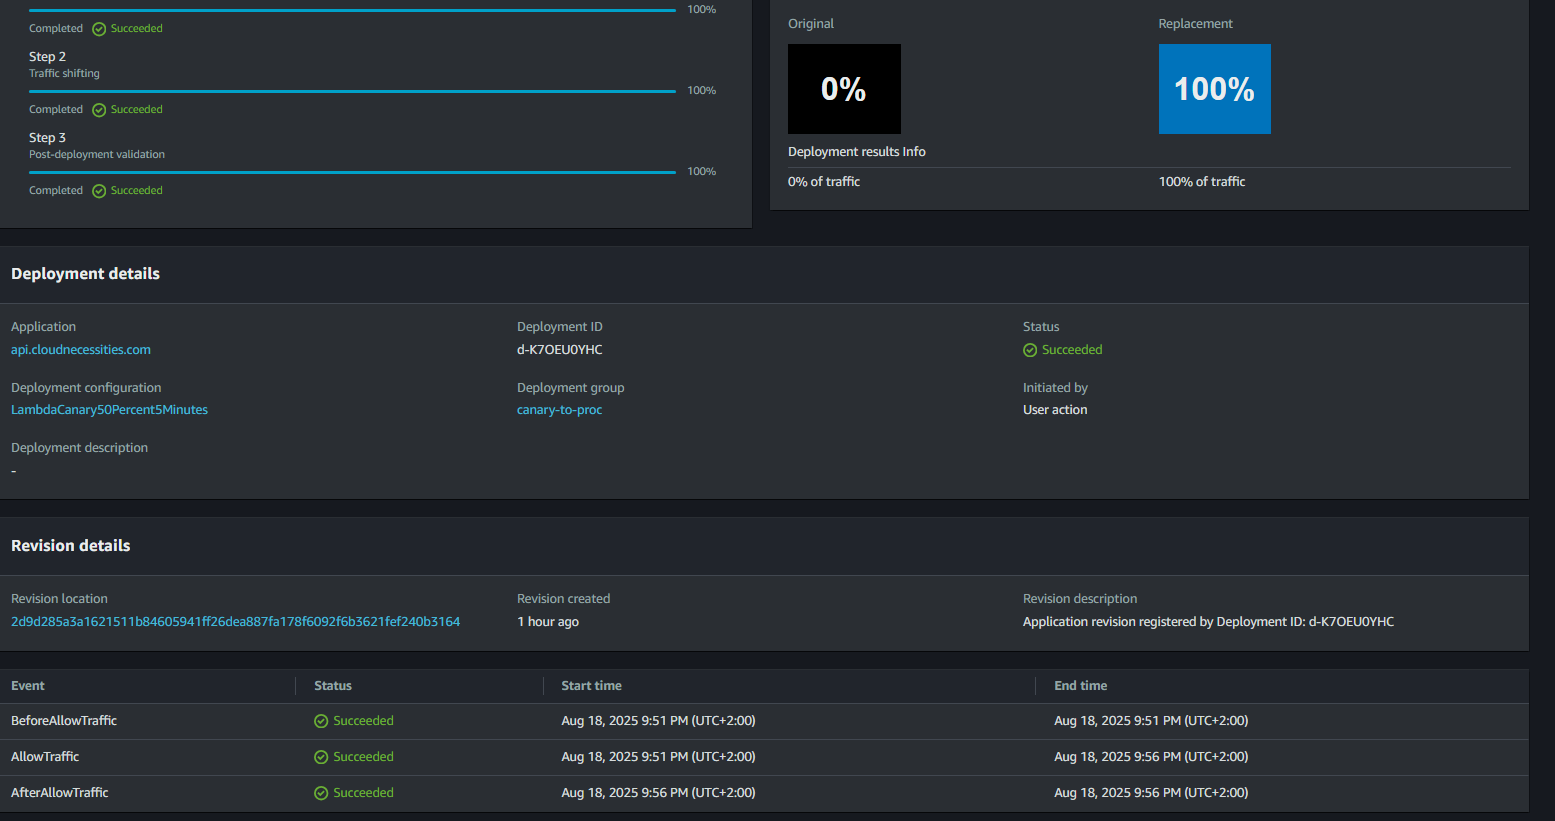 100%
Completed Succeeded
Step 2
Traffic shifting
100%
Completed Succeeded
Step 3
Post-deployment validation
100%
Completed Succeeded
Original Replacement
0% 100%
Deployment results Info
0% of traffic 100% of traffic
Deployment details
Application Deployment ID Status
api.cloudnecessities.com d-K7OEU0YHC Succeeded
Deployment configuration Deployment group Initiated by
LambdaCanary50Percent5Minutes canary-to-proc User action
Deployment description
-
Revision details
Revision location Revision created Revision description
2d9d285a3a1621511b84605941ff26dea887fa178f6092f6b3621fef240b3164 1 hour ago Application revision registered by Deployment ID: d-K7OEU0YHC
Event Status Start time End time
BeforeAllowTraffic Succeeded Aug 18, 2025 9:51 PM (UTC+2:00) Aug 18, 2025 9:51 PM (UTC+2:00)
AllowTraffic Succeeded Aug 18, 2025 9:51 PM (UTC+2:00) Aug 18, 2025 9:56 PM (UTC+2:00)
AfterAllowTraffic Succeeded Aug 18, 2025 9:56 PM (UTC+2:00) Aug 18, 2025 9:56 PM (UTC+2:00)